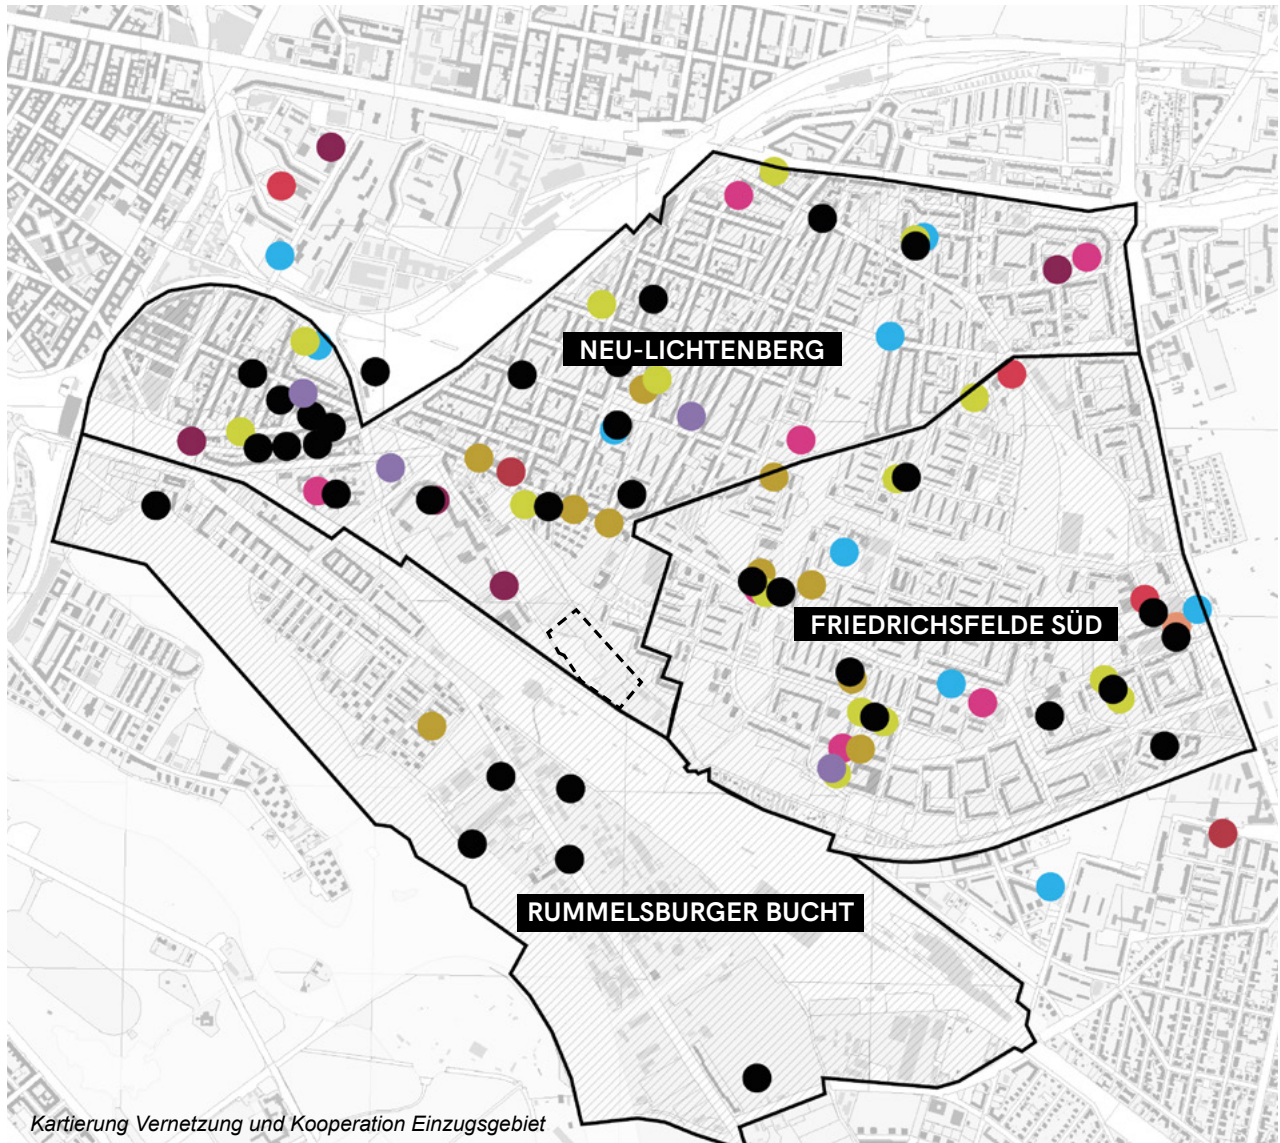 NEU-LICHTENBERG
FRIEDRICHSFELDE SÜD
RUMMELSBURGER BUCHT
Kartierung Vernetzung und Kooperation Einzugsgebiet